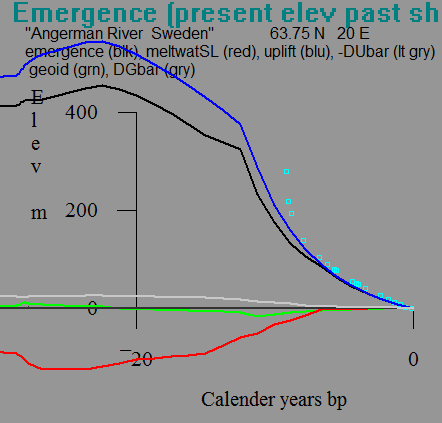 Emergence (present elev past sh
"Angerman River  Sweden"    63.75 N   20 E
emergence (blk), meltwatSL (red), uplift (blu), -DUbar (lt gry)
geoid (grn), DGbar (gry)
Elev m
400
200
0
-20
0
Calender years bp